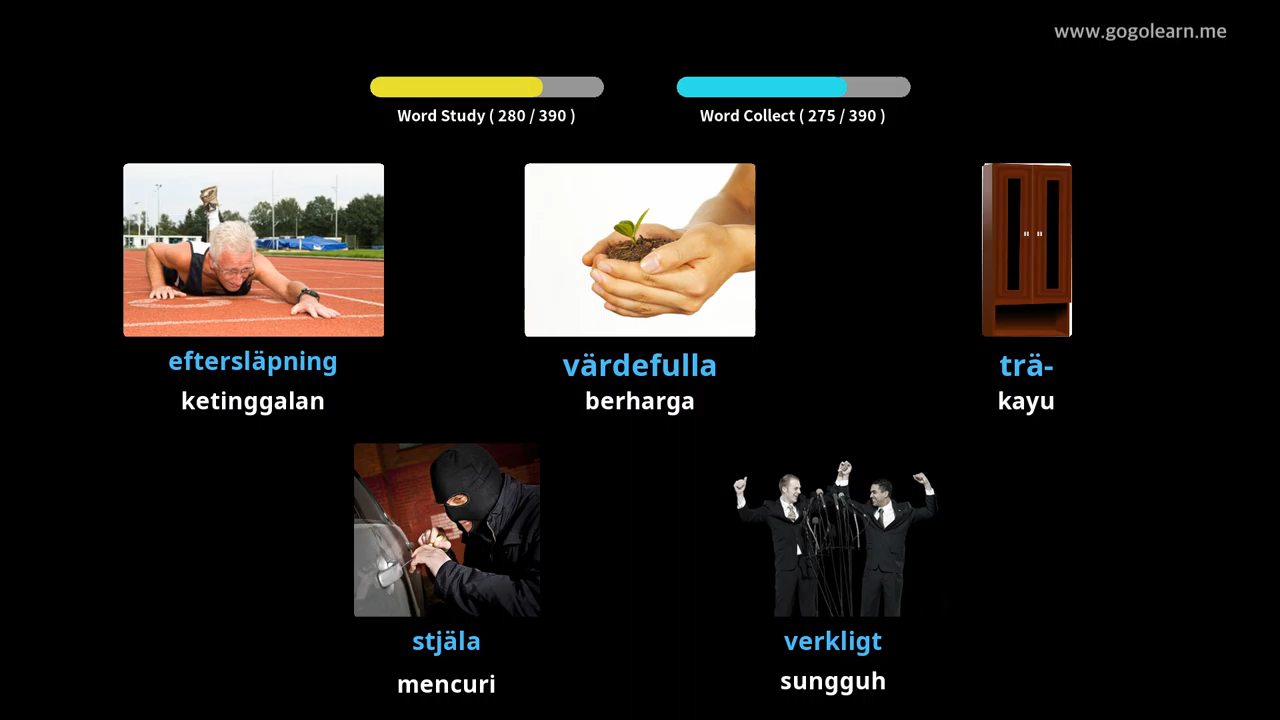 www.gogolearn.me
Word Study ( 280 / 390 )
Word Collect ( 275 / 390 )
eftersläpning
ketinggalan
värdefulla
berharga
trä-
kayu
stjäla
mencuri
verkligt
sungguh